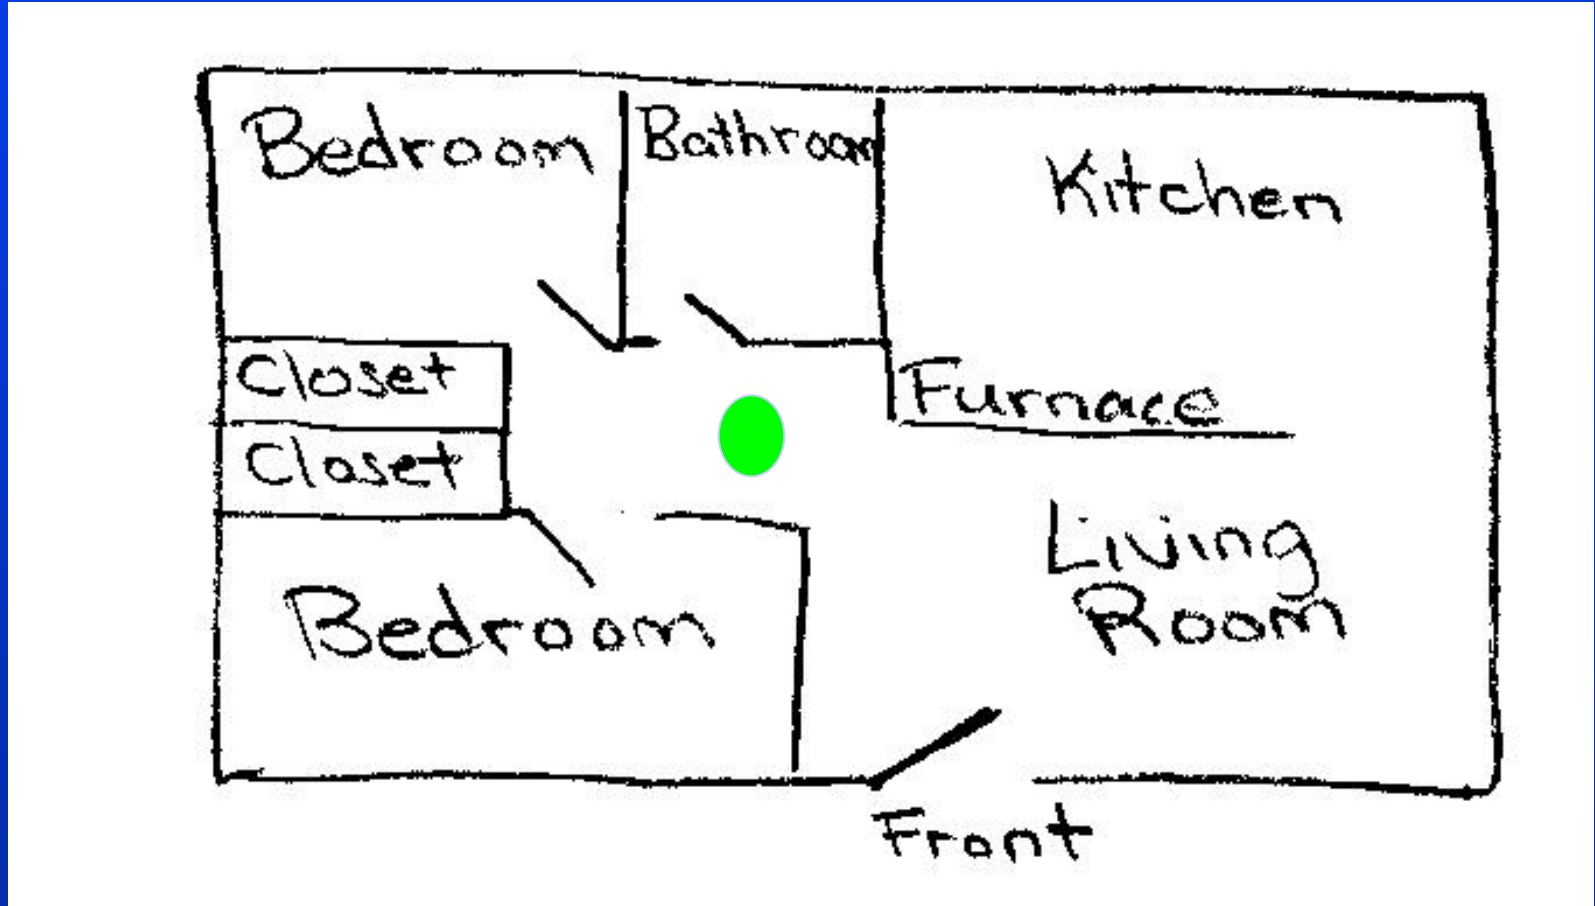 Bedroom
Bathroom
Kitchen
Closet
Furnace
Closet
Living
Room
Bedroom
Front